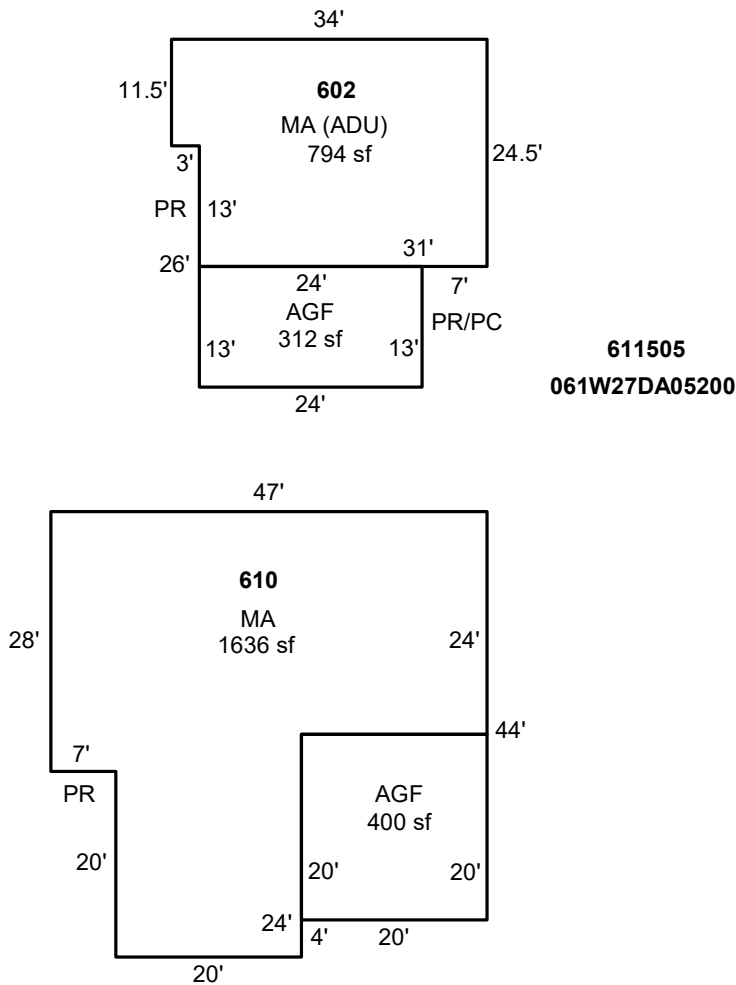 34'
11.5'
602
MA (ADU)
794 sf
24.5'
3'
PR
13'
31'
26'
24'
7'
AGF
312 sf
PR/PC
13'
13'
24'
611505
061W27DA05200
47'
610
MA
1636 sf
28'
24'
44'
7'
PR
AGF
400 sf
20'
20'
20'
24'
4'
20'
20'